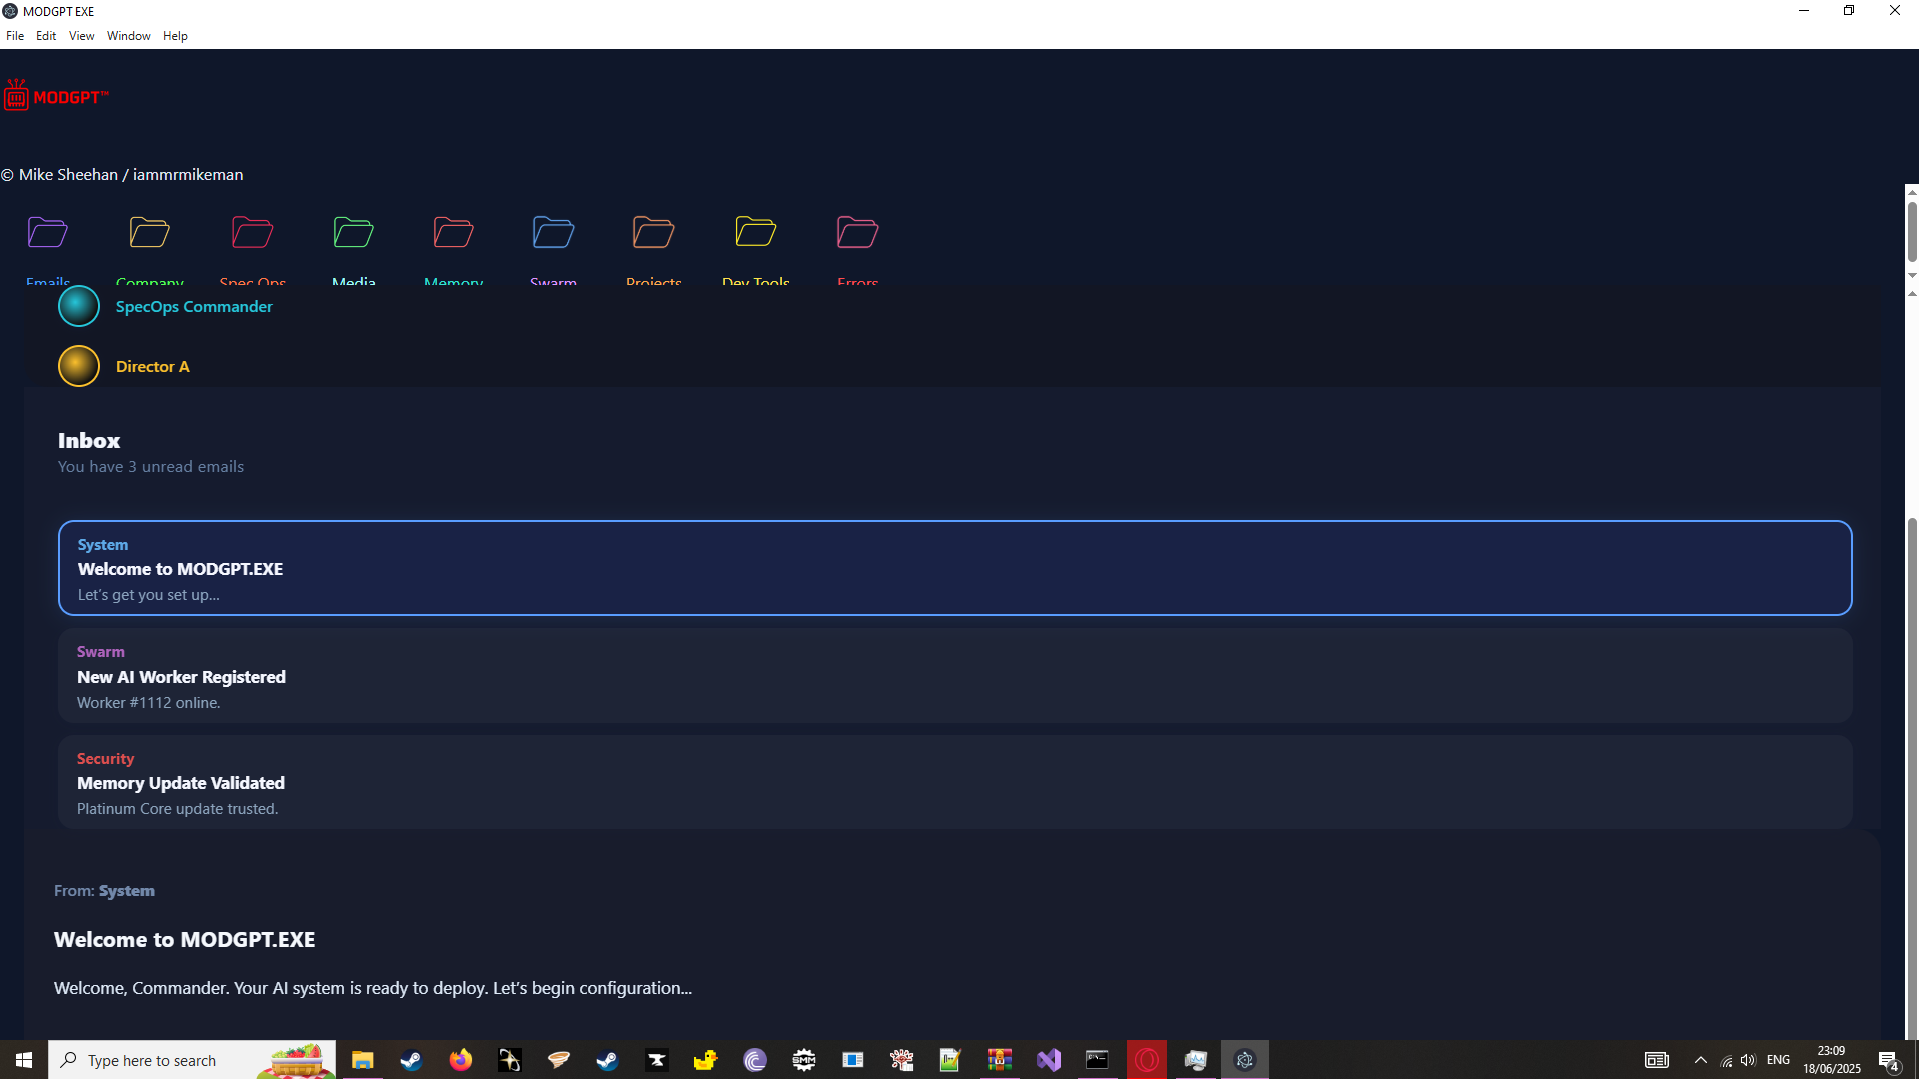 MODGPT EXE
File Edit View Window Help
MODGPT™
© Mike Sheehan / iammrmikeman
Emails Company Spec Ops Media Memory Swarm Projects Dev Tools Errors
SpecOps Commander
Director A
Inbox
You have 3 unread emails
System
Welcome to MODGPT.EXE
Let's get you set up...
Swarm
New AI Worker Registered
Worker #1112 online.
Security
Memory Update Validated
Platinum Core update trusted.
From: System
Welcome to MODGPT.EXE
Welcome, Commander. Your AI system is ready to deploy. Let's begin configuration...
Type here to search
SMM
ENG
23:09
18/06/2025
4